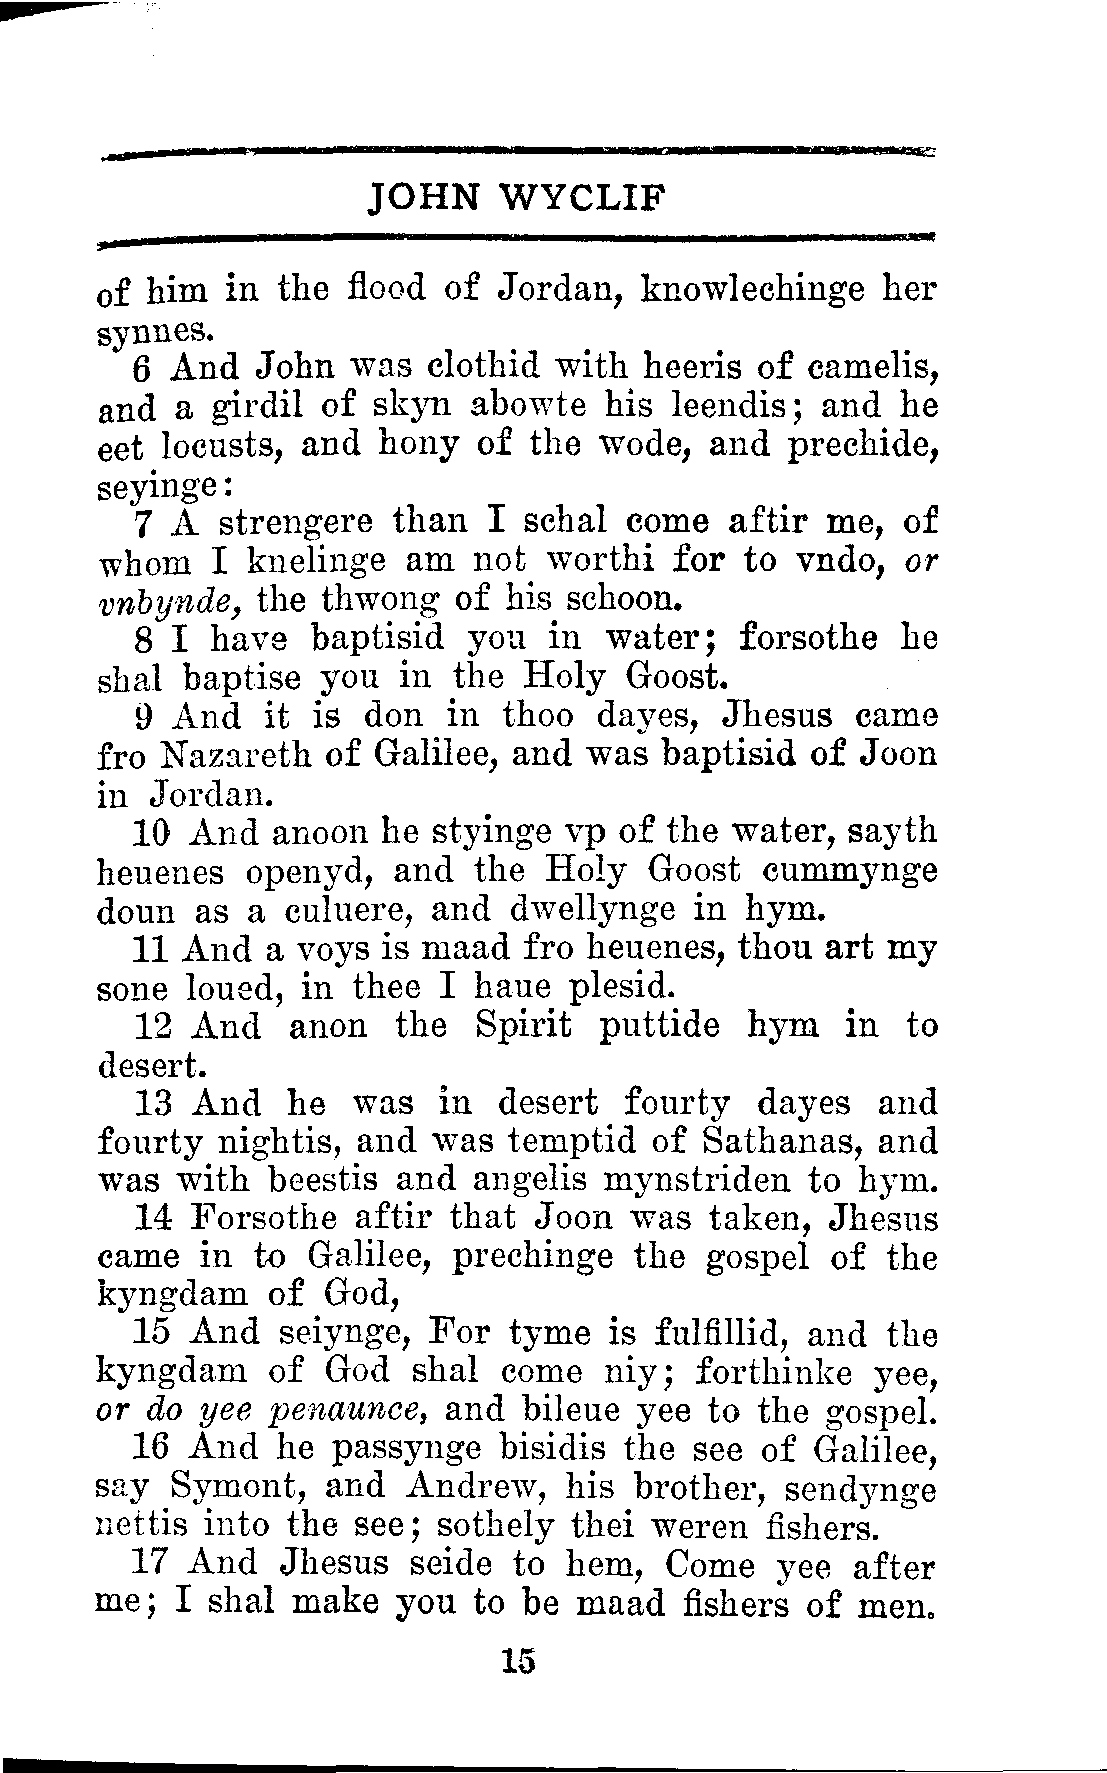 JOHN WYCLIF
of him in the flood of Jordan, knowlechinge her
synnes.
6 And John was clothid with heeris of camelis,
and a girdil of skyn abowte his leendis; and he
eet locusts, and hony of the wode, and prechide,
seyinge:
7 A strengere than I schal come aftir me, of
whom I knelinge am not worthi for to vndo, or
vnbynde, the thwong of his schoon.
8 I have baptisid you in water; forsothe he
shal baptise you in the Holy Goost.
9 And it is don in thoo dayes, Jhesus came
fro Nazareth of Galilee, and was baptisid of Joon
in Jordan.
10 And anoon he styinge vp of the water, sayth
heuenes openyd, and the Holy Goost cummynge
doun as a culuere, and dwellynge in hym.
11 And a voys is maad fro heuenes, thou art my
sone loued, in thee I haue plesid.
12 And anon the Spirit puttide hym in to
desert.
13 And he was in desert fourty dayes and
fourty nightis, and was temptid of Sathanas, and
was with beestis and angelis mynstriden to hym.
14 Forsothe aftir that Joon was taken, Jhesus
came in to Galilee, prechinge the gospel of the
kyngdam of God,
15 And seiynge, For tyme is fulfillid, and the
kyngdam of God shal come niy; forthinke yee,
or do yee penaunce, and bileue yee to the gospel.
16 And he passynge bisidis the see of Galilee,
say Symont, and Andrew, his brother, sendynge
nettis into the see; sothely thei weren fishers.
17 And Jhesus seide to hem, Come yee after
me; I shal make you to be maad fishers of men.
15